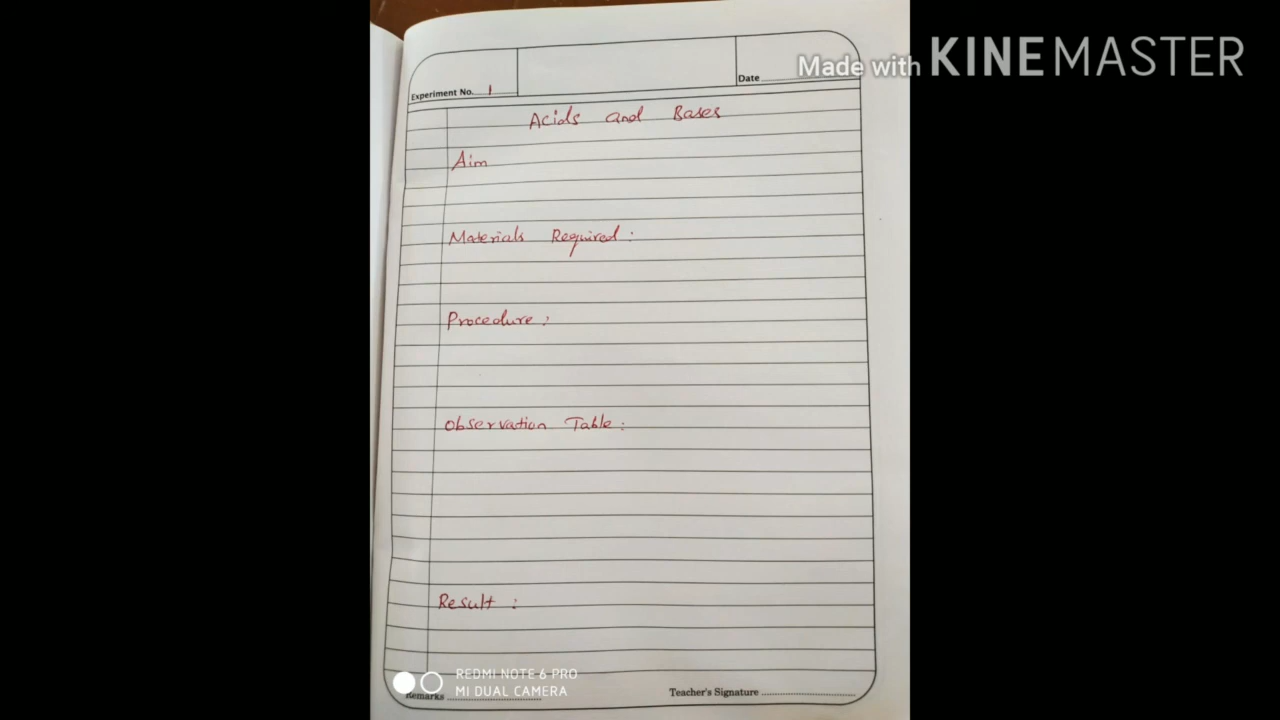 Made with KINEMASTER
Experiment No. 1
Date
Acids and Bases
Aim
Materials Required :
Procedure :
Observation Table :
Result :
REDMI NOTE 6 PRO
MI DUAL CAMERA
Remarks
Teacher's Signature